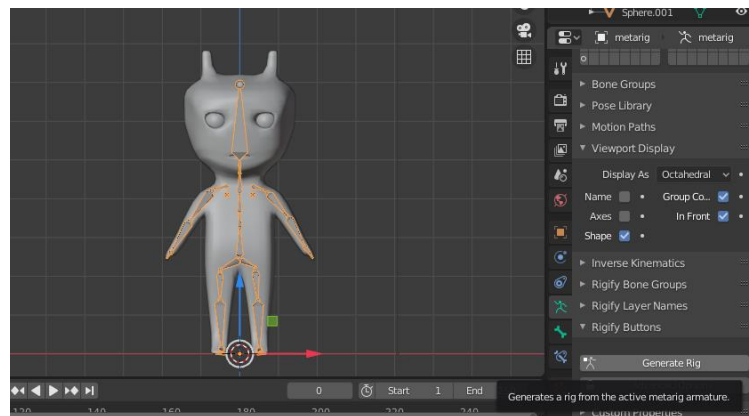 Sphere.001
metarig metarig
Bone Groups
Pose Library
Motion Paths
Viewport Display
Display As Octahedral
Name Group Co...
Axes In Front
Shape
Inverse Kinematics
Rigify Bone Groups
Rigify Layer Names
Rigify Buttons
Generate Rig
0 Start 1 End
Generates a rig from the active metarig armature.
120 140 160 180 200 220
Custom Properties